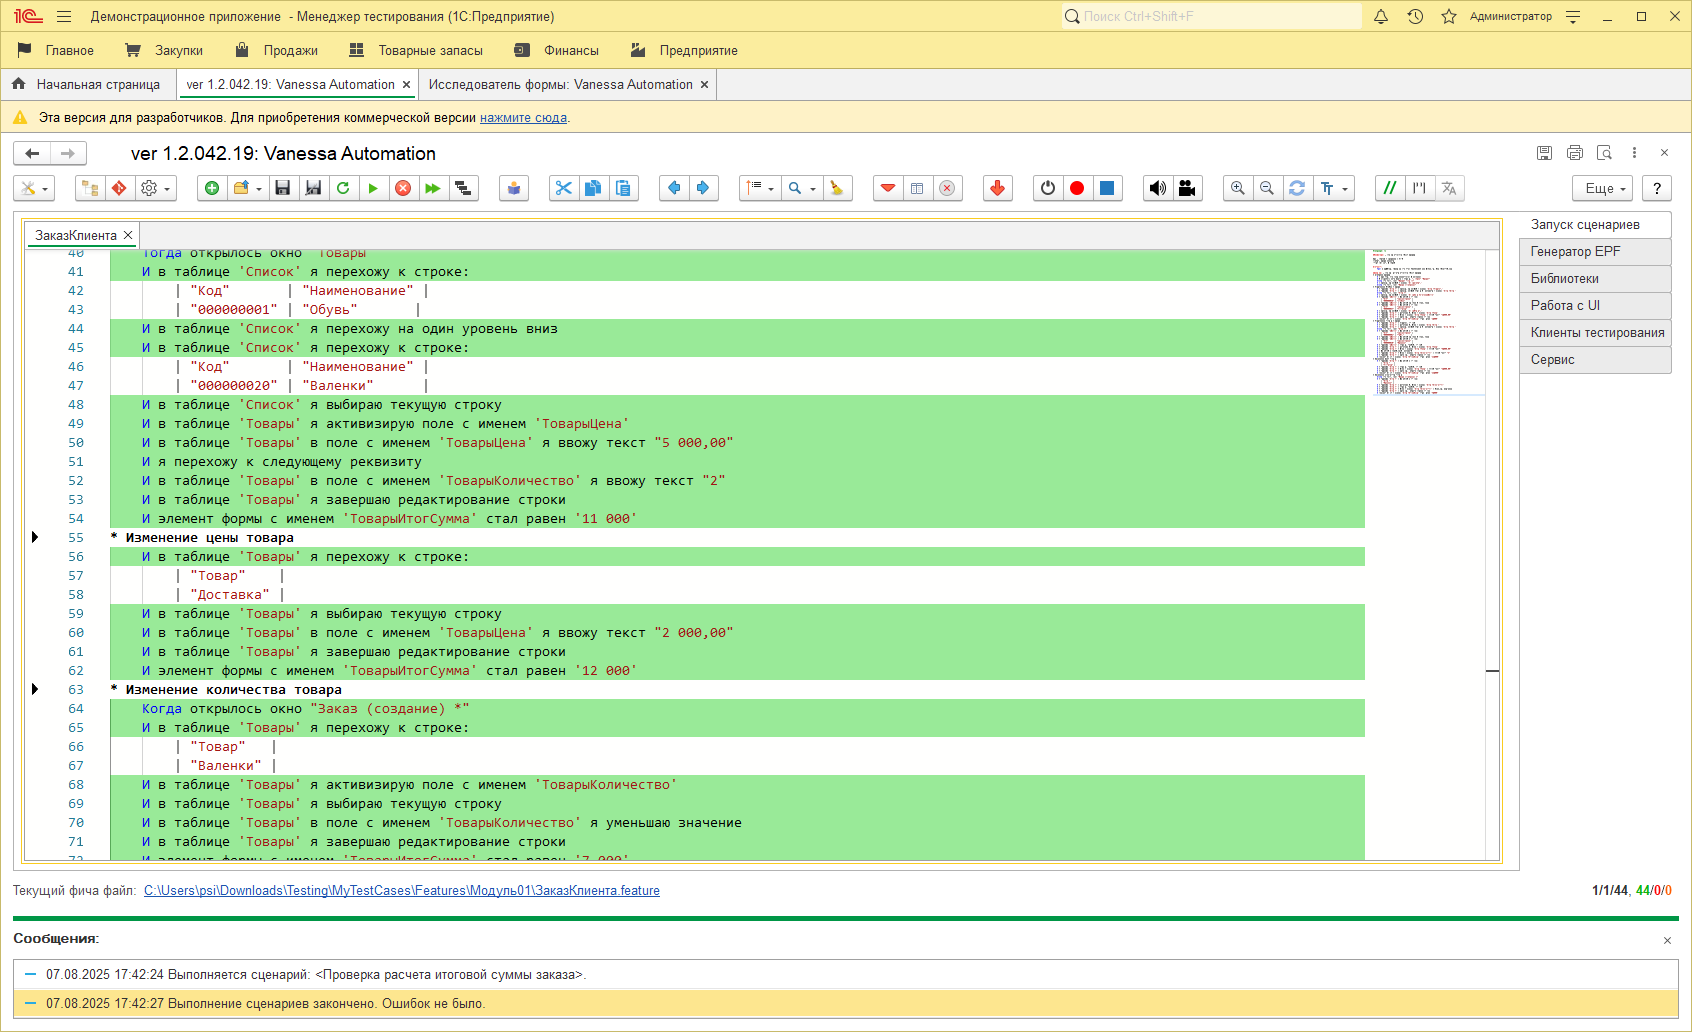 Демонстрационное приложение - Менеджер тестирования (1С:Предприятие)
Поиск Ctrl+Shift+F
Администратор
Главное
Закупки
Продажи
Товарные запасы
Финансы
Предприятие
Начальная страница
ver 1.2.042.19: Vanessa Automation ×
Исследователь формы: Vanessa Automation ×
Эта версия для разработчиков. Для приобретения коммерческой версии нажмите сюда.
ver 1.2.042.19: Vanessa Automation
Еще
?
ЗаказКлиента ×
40 Тогда открылось окно 'Товары'
41 И в таблице 'Список' я перехожу к строке:
42 | "Код" | "Наименование" |
43 | "000000001" | "Обувь" |
44 И в таблице 'Список' я перехожу на один уровень вниз
45 И в таблице 'Список' я перехожу к строке:
46 | "Код" | "Наименование" |
47 | "000000020" | "Валенки" |
48 И в таблице 'Список' я выбираю текущую строку
49 И в таблице 'Товары' я активизирую поле с именем 'ТоварыЦена'
50 И в таблице 'Товары' в поле с именем 'ТоварыЦена' я ввожу текст "5 000,00"
51 И я перехожу к следующему реквизиту
52 И в таблице 'Товары' в поле с именем 'ТоварыКоличество' я ввожу текст "2"
53 И в таблице 'Товары' я завершаю редактирование строки
54 И элемент формы с именем 'ТоварыИтогСумма' стал равен '11 000'
55 * Изменение цены товара
56 И в таблице 'Товары' я перехожу к строке:
57 | "Товар" |
58 | "Доставка" |
59 И в таблице 'Товары' я выбираю текущую строку
60 И в таблице 'Товары' в поле с именем 'ТоварыЦена' я ввожу текст "2 000,00"
61 И в таблице 'Товары' я завершаю редактирование строки
62 И элемент формы с именем 'ТоварыИтогСумма' стал равен '12 000'
63 * Изменение количества товара
64 Когда открылось окно "Заказ (создание) *"
65 И в таблице 'Товары' я перехожу к строке:
66 | "Товар" |
67 | "Валенки" |
68 И в таблице 'Товары' я активизирую поле с именем 'ТоварыКоличество'
69 И в таблице 'Товары' я выбираю текущую строку
70 И в таблице 'Товары' в поле с именем 'ТоварыКоличество' я уменьшаю значение
71 И в таблице 'Товары' я завершаю редактирование строки
72 И элемент формы с именем 'ТоварыИтогСумма' стал равен '7 000'
Запуск сценариев
Генератор EPF
Библиотеки
Работа с UI
Клиенты тестирования
Сервис
Текущий фича файл: C:\Users\psi\Downloads\Testing\MyTestCases\Features\Модуль01\ЗаказКлиента.feature
1/1/44, 44/0/0
Сообщения:
07.08.2025 17:42:24 Выполняется сценарий: <Проверка расчета итоговой суммы заказа>.
07.08.2025 17:42:27 Выполнение сценариев закончено. Ошибок не было.